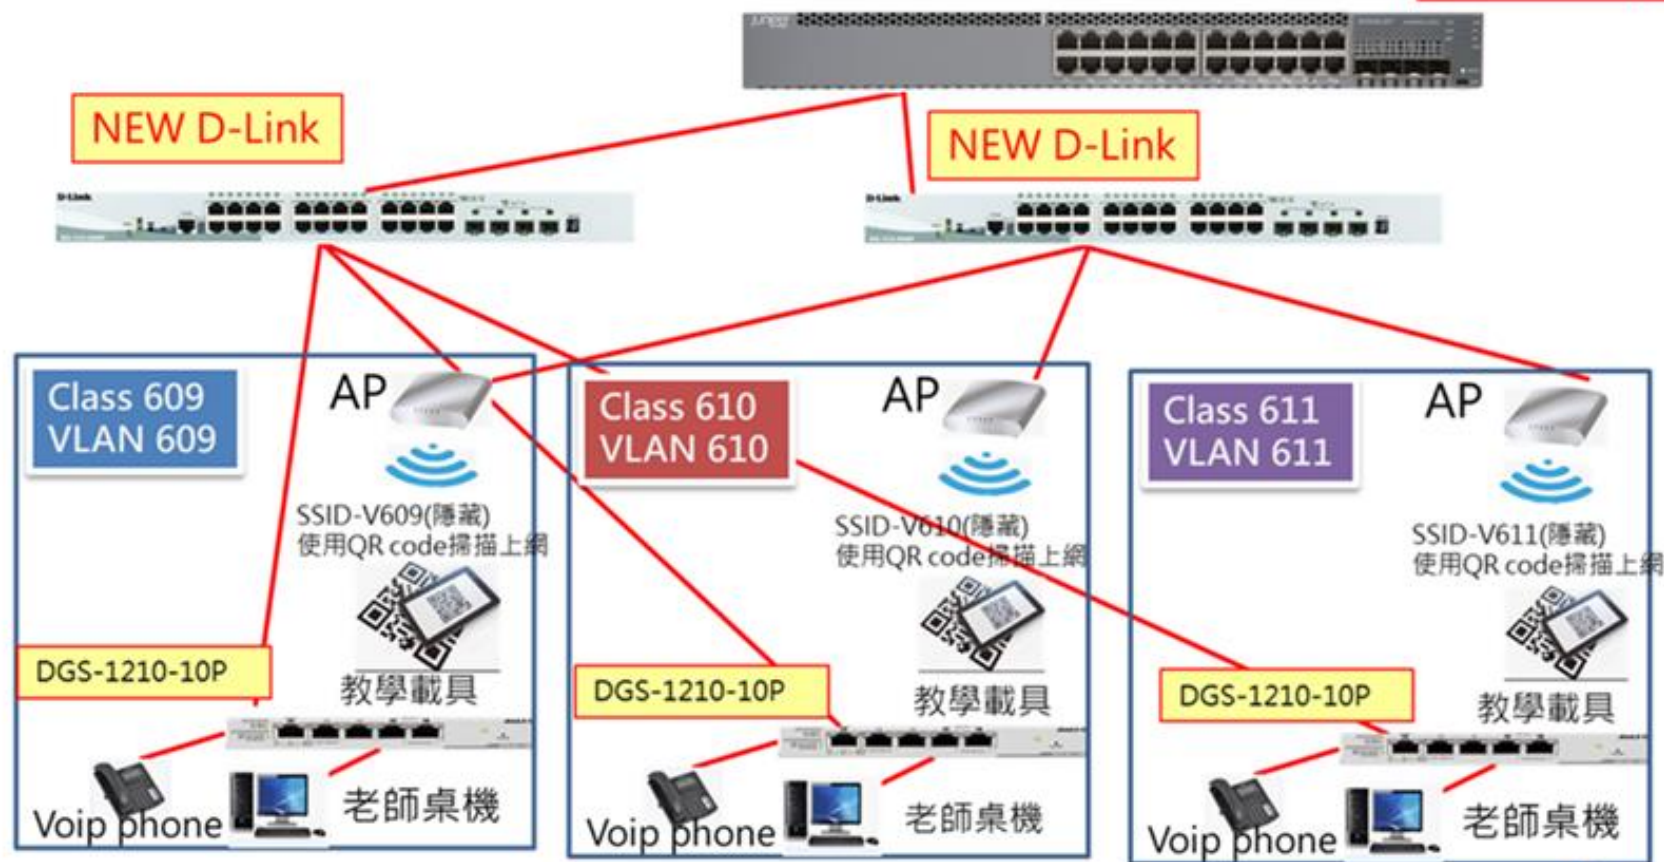 NEW D-Link
NEW D-Link
D-Link
D-Link
Class 609
VLAN 609
AP
SSID-V609(隱藏)
使用QR code掃描上網
教學載具
DGS-1210-10P
Voip phone
老師桌機
Class 610
VLAN 610
AP
SSID-V610(隱藏)
使用QR code掃描上網
教學載具
DGS-1210-10P
Voip phone
老師桌機
Class 611
VLAN 611
AP
SSID-V611(隱藏)
使用QR code掃描上網
教學載具
DGS-1210-10P
Voip phone
老師桌機